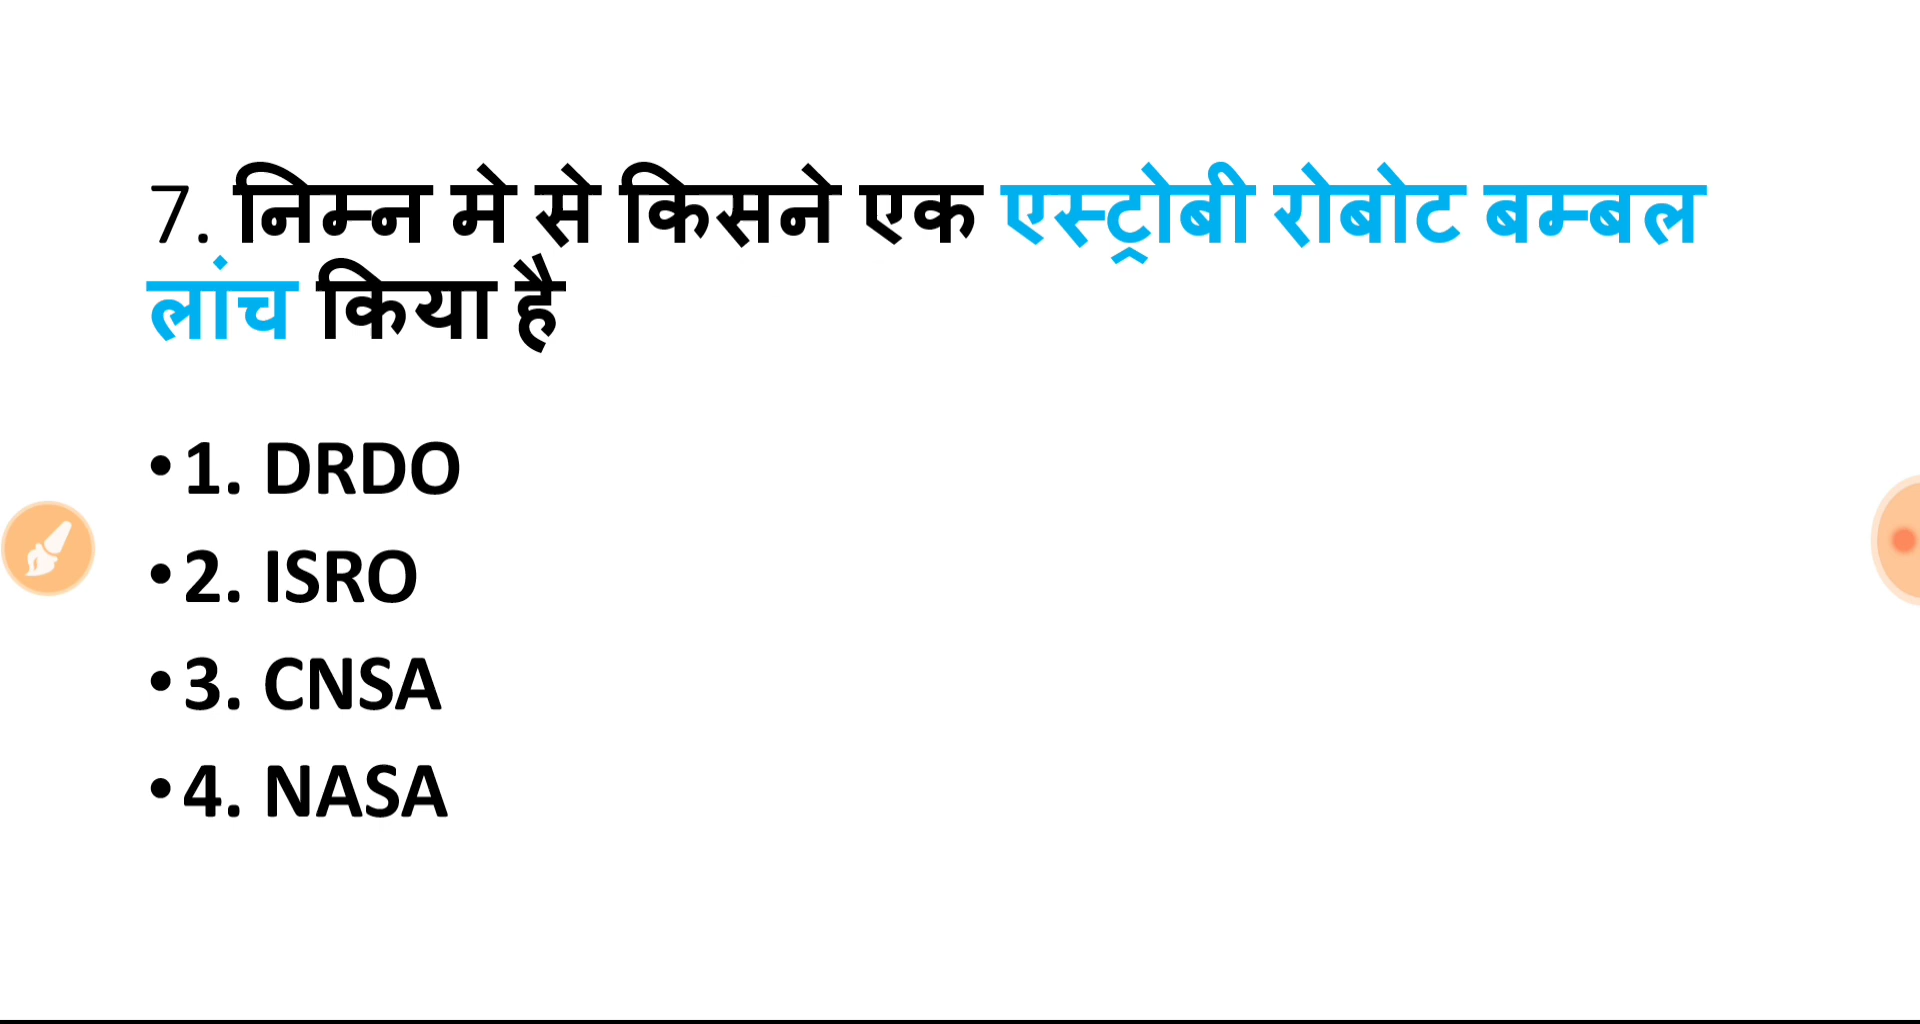 7. निम्न मे से किसने एक एस्ट्रोबी रोबोट बम्बल
लांच किया है
•1. DRDO
•2. ISRO
•3. CNSA
•4. NASA